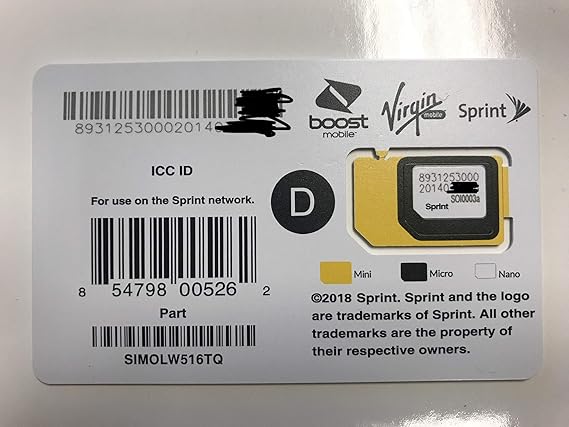 8931253000020140
ICC ID
For use on the Sprint network.
8 54798 00526 2
Part
SIMOLW516TQ
boost
mobile
Virgin
mobile
Sprint
D
8931253000
20140
SOI0003a
Sprint
Mini
Micro
Nano
©2018 Sprint. Sprint and the logo
are trademarks of Sprint. All other
trademarks are the property of
their respective owners.